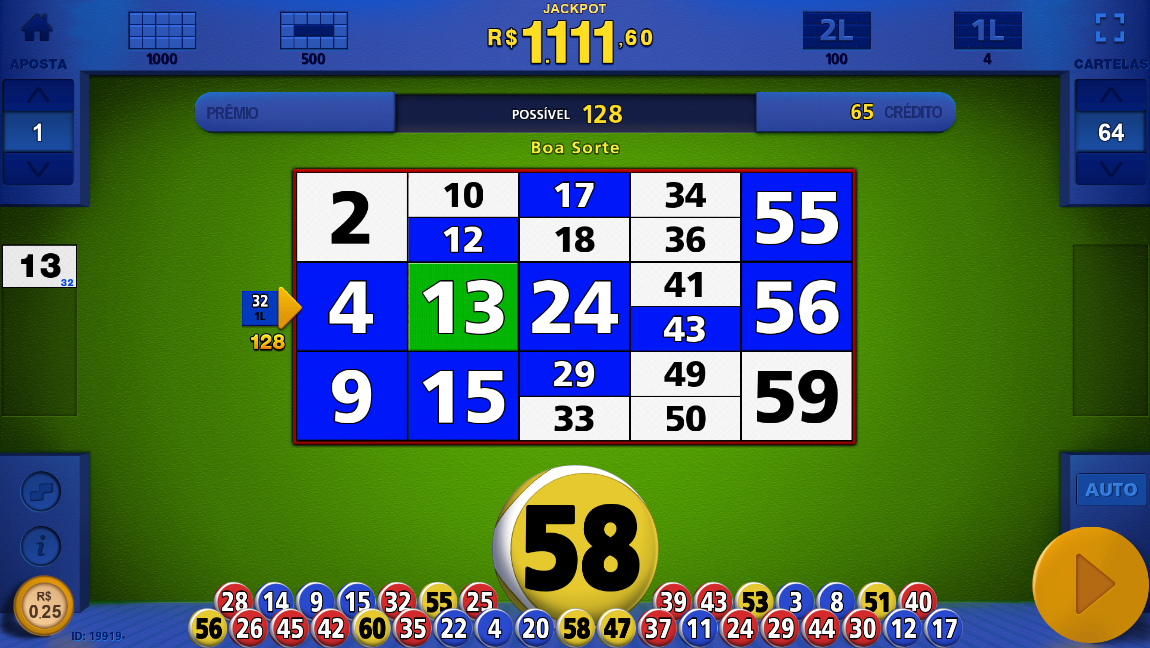 JACKPOT
R$1.1111,60
1000
500
2L
100
1L
4
APOSTA
1
CARTELAS
64
PRÊMIO
POSSÍVEL 128
65 CRÉDITO
Boa Sorte
13
32
32
1L
128
2 10 17 34 55
12 18 36
4 13 24 41 56
43
9 15 29 49 59
33 50
58
AUTO
i
R$
0.25
ID: 19919-
28 14 9 15 32 55 25 39 43 53 3 8 51 40
56 26 45 42 60 35 22 4 20 58 47 37 11 24 29 44 30 12 17